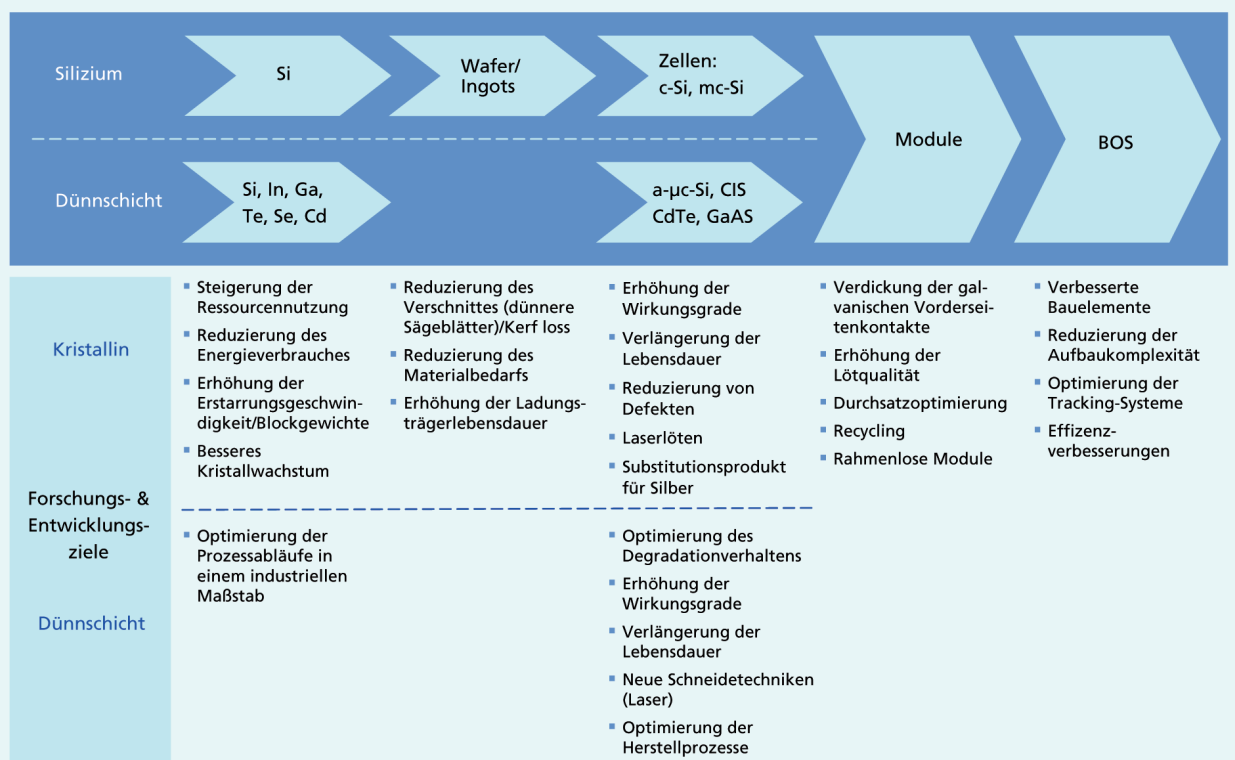 Silizium
Si
Wafer/
Ingots
Zellen:
c-Si, mc-Si
Module
BOS
Dünnschicht
Si, In, Ga,
Te, Se, Cd
a-µc-Si, CIS
CdTe, GaAS
Kristallin
Forschungs- &
Entwicklungs-
ziele
Dünnschicht
Steigerung der
Ressourcennutzung
Reduzierung des
Energieverbrauches
Erhöhung der
Erstarrungsgeschwin-
digkeit/Blockgewichte
Besseres
Kristallwachstum
Reduzierung des
Verschnittes (dünnere
Sägeblätter)/Kerf loss
Reduzierung des
Materialbedarfs
Erhöhung der Ladungs-
trägerlebensdauer
Erhöhung der
Wirkungsgrade
Verlängerung der
Lebensdauer
Reduzierung von
Defekten
Laserlöten
Substitutionsprodukt
für Silber
Verdickung der gal-
vanischen Vordersei-
tenkontakte
Erhöhung der
Lötqualität
Durchsatzoptimierung
Recycling
Rahmenlose Module
Verbesserte
Bauelemente
Reduzierung der
Aufbaukomplexität
Optimierung der
Tracking-Systeme
Effizenz-
verbesserungen
Optimierung der
Prozessabläufe in
einem industriellen
Maßstab
Optimierung des
Degradationverhaltens
Erhöhung der
Wirkungsgrade
Verlängerung der
Lebensdauer
Neue Schneidetechniken
(Laser)
Optimierung der
Herstellprozesse